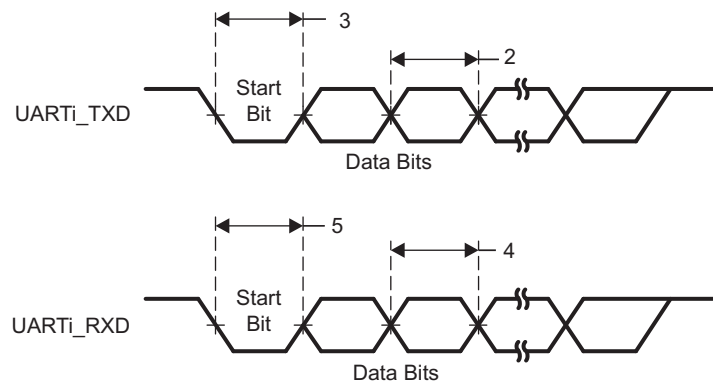 3
2
UARTi_TXD
Start
Bit
Data Bits
5
4
UARTi_RXD
Start
Bit
Data Bits